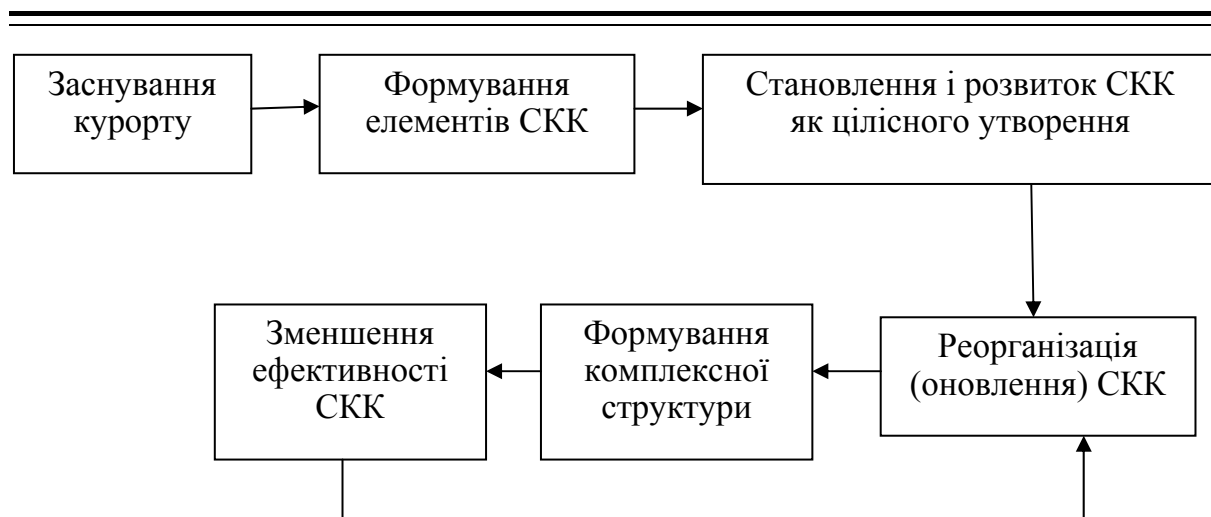 Заснування
курорту
Формування
елементів СКК
Становлення і розвиток СКК
як цілісного утворення
Зменшення
ефективності
СКК
Формування
комплексної
структури
Реорганізація
(оновлення) СКК